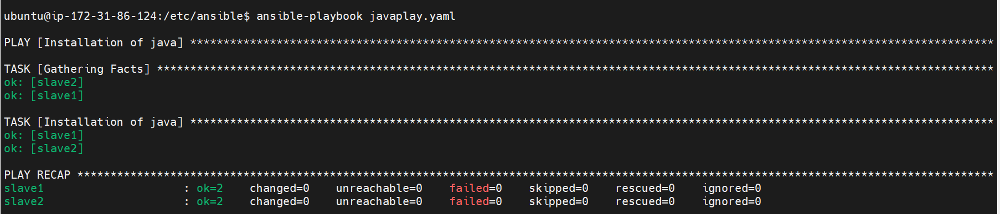 ubuntu@ip-172-31-86-124:/etc/ansible$ ansible-playbook javaplay.yaml
PLAY [Installation of java] *************************************************************************************************************************
TASK [Gathering Facts] ******************************************************************************************************************************
ok: [slave2]
ok: [slave1]
TASK [Installation of java] *************************************************************************************************************************
ok: [slave1]
ok: [slave2]
PLAY RECAP ******************************************************************************************************************************************
slave1                     : ok=2    changed=0    unreachable=0    failed=0    skipped=0    rescued=0    ignored=0
slave2                     : ok=2    changed=0    unreachable=0    failed=0    skipped=0    rescued=0    ignored=0